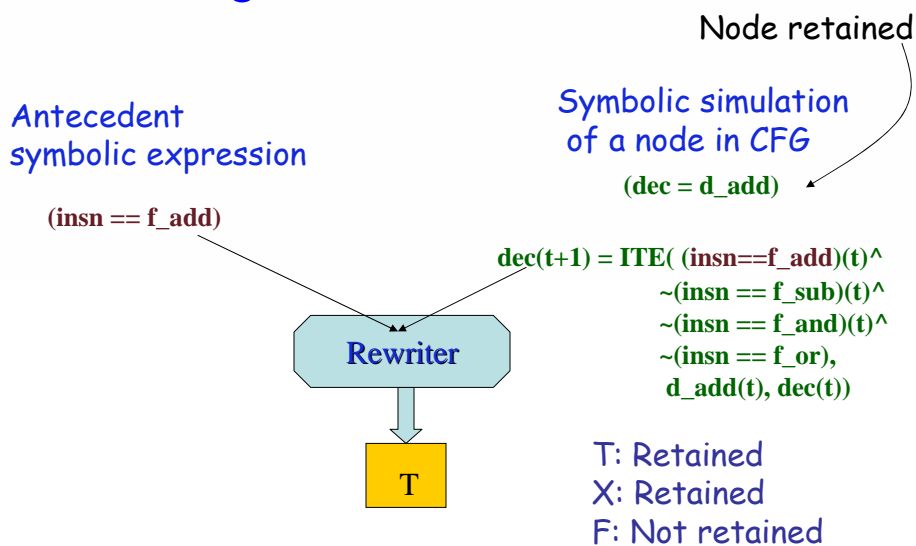 Node retained
Antecedent
symbolic expression
Symbolic simulation
of a node in CFG
(dec = d_add)
(insn == f_add)
dec(t+1) = ITE( (insn==f_add)(t)^
~(insn == f_sub)(t)^
~(insn == f_and)(t)^
~(insn == f_or),
d_add(t), dec(t))
Rewriter
T
T: Retained
X: Retained
F: Not retained